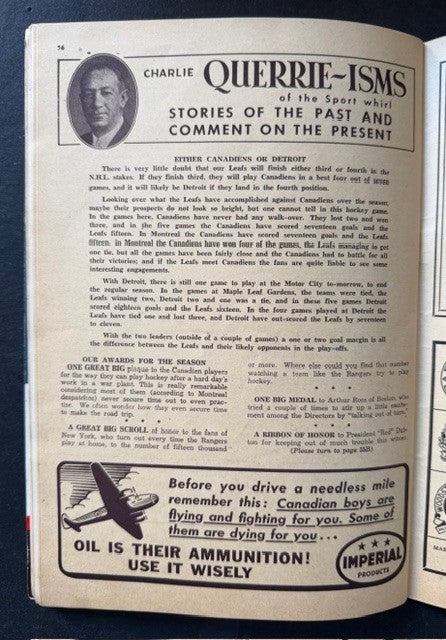 56
CHARLIE QUERRIE-ISMS
of the Sport whirl
STORIES OF THE PAST AND
COMMENT ON THE PRESENT
EITHER CANADIENS OR DETROIT
There is very little doubt that our Leafs will finish either third or fourth in the
N.H.L. stakes. If they finish third, they will play Canadiens in a best four out of seven
games, and it will likely be Detroit if they land in the fourth position.
Looking over what the Leafs have accomplished against Canadiens over the season,
maybe their prospects do not look so bright, but one cannot tell in this hockey game.
In the games here, Canadiens have never had any walk-over. They lost two and won
three, and in the five games the Canadiens have scored seventeen goals and the
Leafs fifteen. In Montreal the Canadiens have scored seventeen goals and the Leafs
fifteen. in Montreal the Canadiens have won four of the games, the Leafs managing to get
one tie, but all the games have been fairly close and the Canadiens had to battle for all
their victories; and if the Leafs meet Canadiens the fans are quite liable to see some
interesting engagements.
With Detroit, there is still one game to play at the Motor City to-morrow, to end
the regular season. In the games at Maple Leaf Gardens, the teams were tied, the
Leafs winning two, Detroit two and one was a tie, and in these five games Detroit
scored eighteen goals and the Leafs sixteen. In the four games played at Detroit the
Leafs have tied one and lost three, and Detroit have out-scored the Leafs by seventeen
to eleven.
With the two leaders (outside of a couple of games) a one or two goal margin is all
the difference between the Leafs and their likely opponents in the play-offs.
OUR AWARDS FOR THE SEASON
ONE GREAT BIG plaque to the Canadien players
for the way they can play hockey after a hard day's
work in a war plant. This is really remarkable
considering most of them (according to Montreal
despatches) never secure time out to even prac-
tise. We often wonder how they even secure time
to make the road trip.
A GREAT BIG SCROLL of honor to the fans of
New York, who turn out every time the Rangers
play at home, to the number of fifteen thousand
or more. Where else could you find that number
watching a team like the Rangers try to play
hockey.
ONE BIG MEDAL to Arthur Ross of Boston, who
tried a couple of times to stir up a little excite-
ment among the Directors by "talking out of turn."
A RIBBON OF HONOR to President "Red" Dut-
ton for keeping out of much trouble this winter
(Please turn to page 55B)
Before you drive a needless mile
remember this: Canadian boys are
flying and fighting for you. Some of
them are dying for you...
OIL IS THEIR AMMUNITION!
USE IT WISELY
IMPERIAL
PRODUCTS